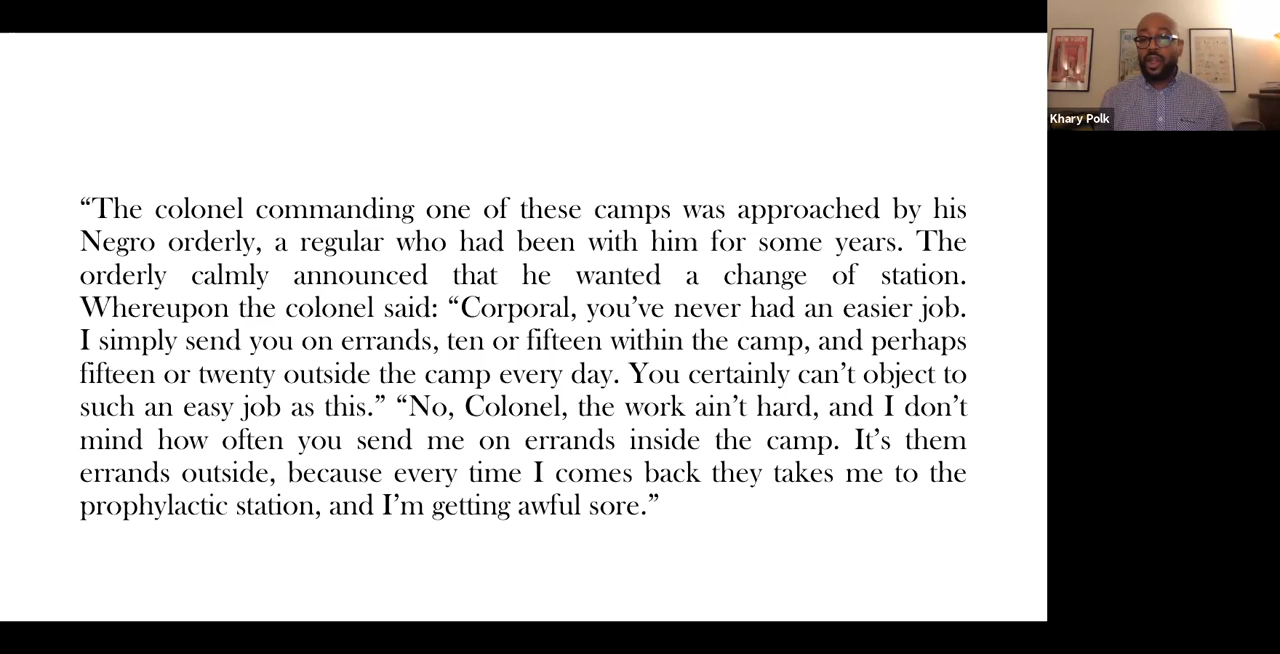 “The colonel commanding one of these camps was approached by his
Negro orderly, a regular who had been with him for some years. The
orderly calmly announced that he wanted a change of station.
Whereupon the colonel said: “Corporal, you’ve never had an easier job.
I simply send you on errands, ten or fifteen within the camp, and perhaps
fifteen or twenty outside the camp every day. You certainly can’t object to
such an easy job as this.” “No, Colonel, the work ain’t hard, and I don’t
mind how often you send me on errands inside the camp. It’s them
errands outside, because every time I comes back they takes me to the
prophylactic station, and I’m getting awful sore.”
NEW YORK
Khary Polk